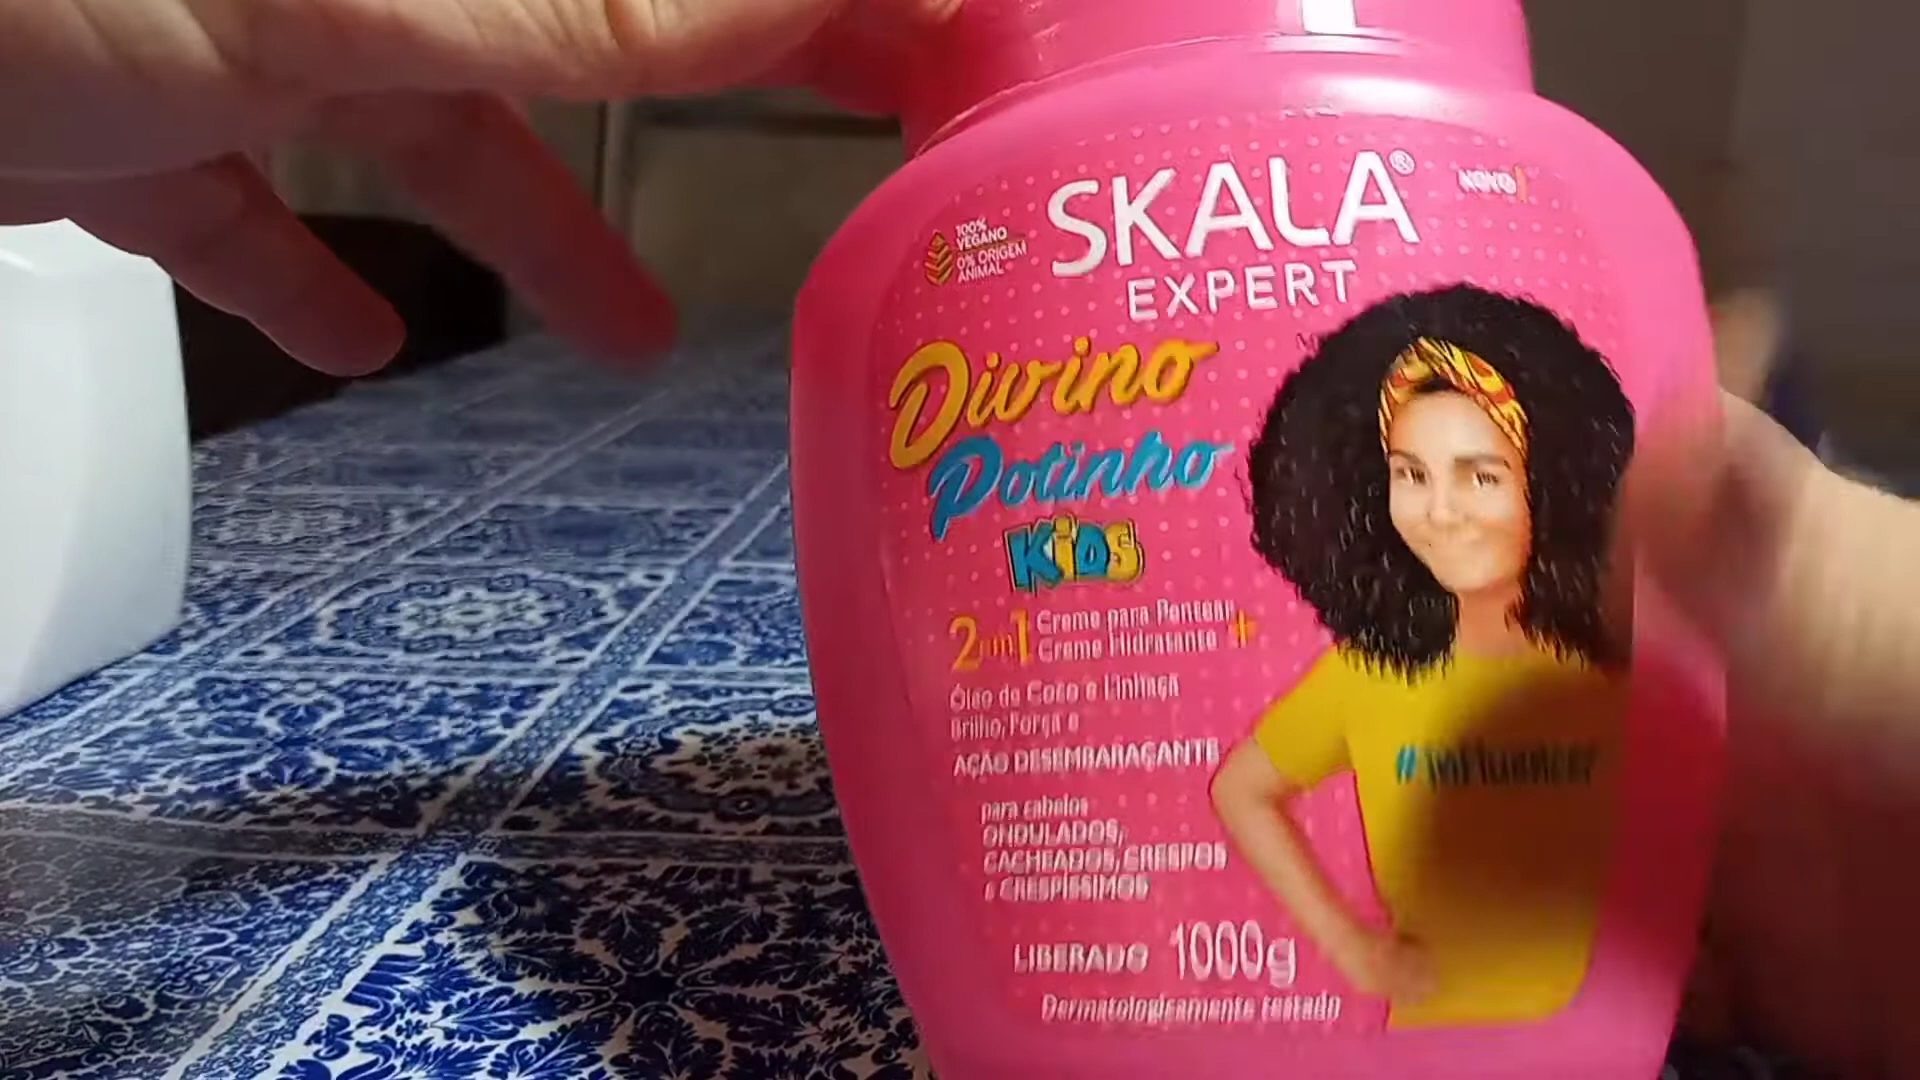 SKALA®
NOVO!
EXPERT
100%
VEGANO
0% ORIGEM
ANIMAL
Divino
Potinho
KiDS
2 em 1 Creme para Pentear +
Creme Hidratante
Óleo de Coco e Linhaça
Brilho, Força e
AÇÃO DESEMBARAÇANTE
para cabelos
ONDULADOS,
CACHEADOS, CRESPOS
e CRESPÍSSIMOS
LIBERADO 1000g
Dermatologicamente testado
#influencer